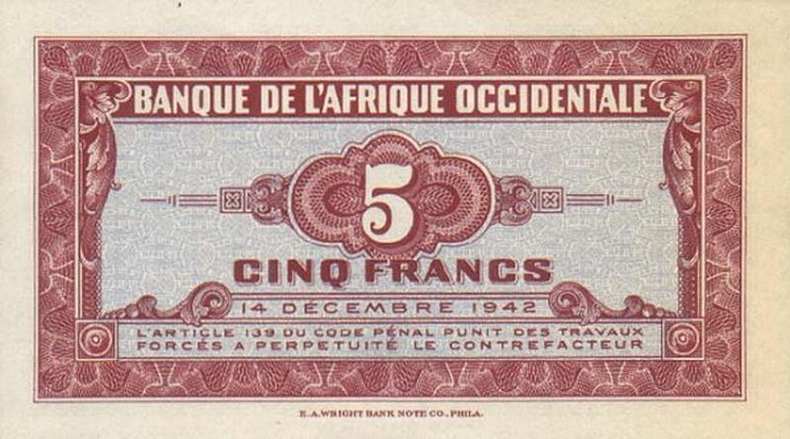 BANQUE DE L'AFRIQUE OCCIDENTALE
5
CINQ FRANCS
14 DÉCEMBRE 1942
L'ARTICLE 139 DU CODE PÉNAL PUNIT DES TRAVAUX
FORCÉS A PERPETUITÉ LE CONTREFACTEUR
E.A.WRIGHT BANK NOTE CO., PHILA.